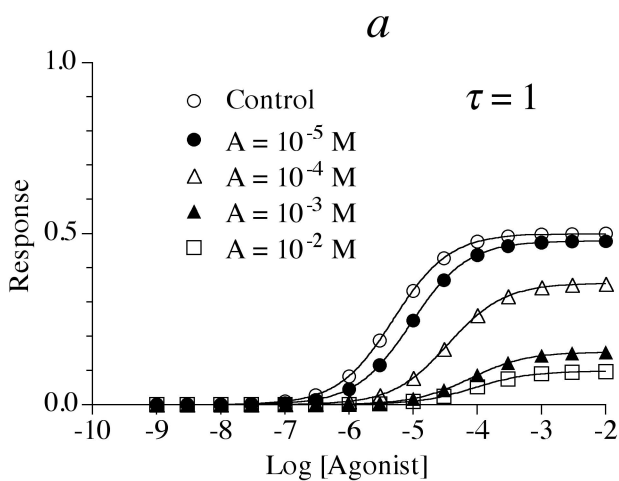 a
τ = 1
Control
A = 10⁻⁵ M
A = 10⁻⁴ M
A = 10⁻³ M
A = 10⁻² M
Response
1.0
0.5
0.0
-10 -9 -8 -7 -6 -5 -4 -3 -2
Log [Agonist]